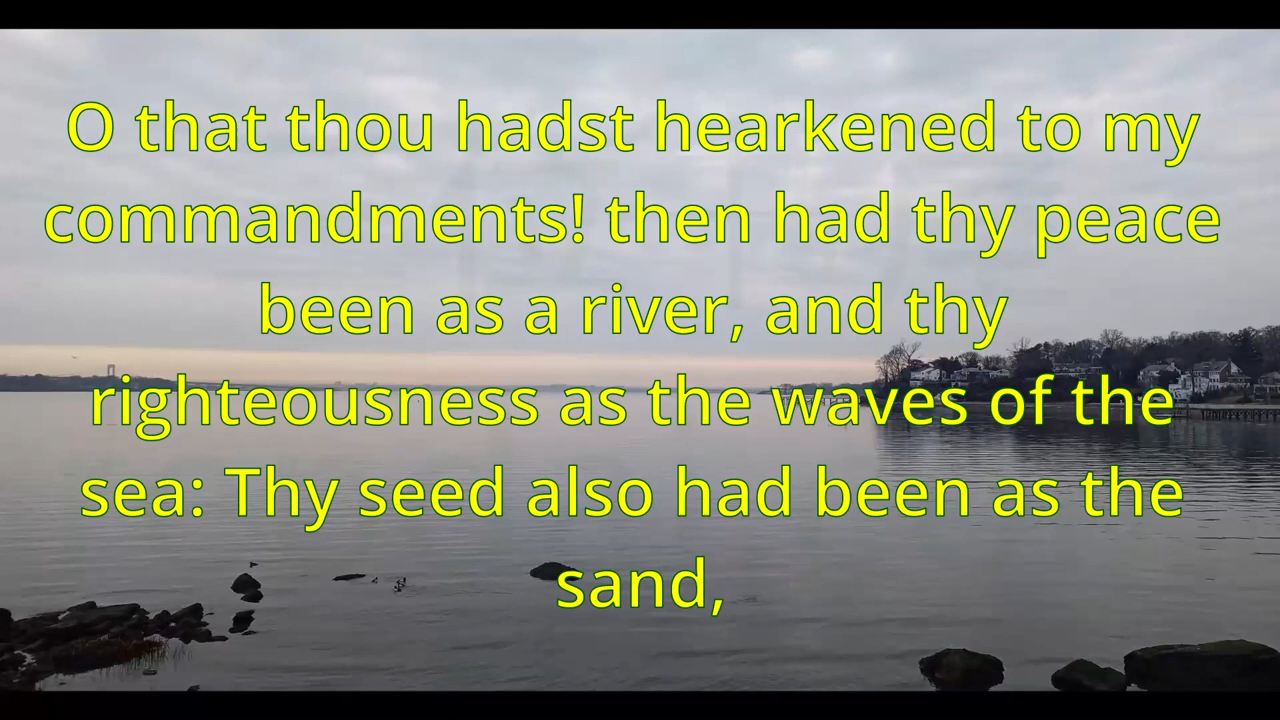 O that thou hadst hearkened to my
commandments! then had thy peace
been as a river, and thy
righteousness as the waves of the
sea: Thy seed also had been as the
sand,